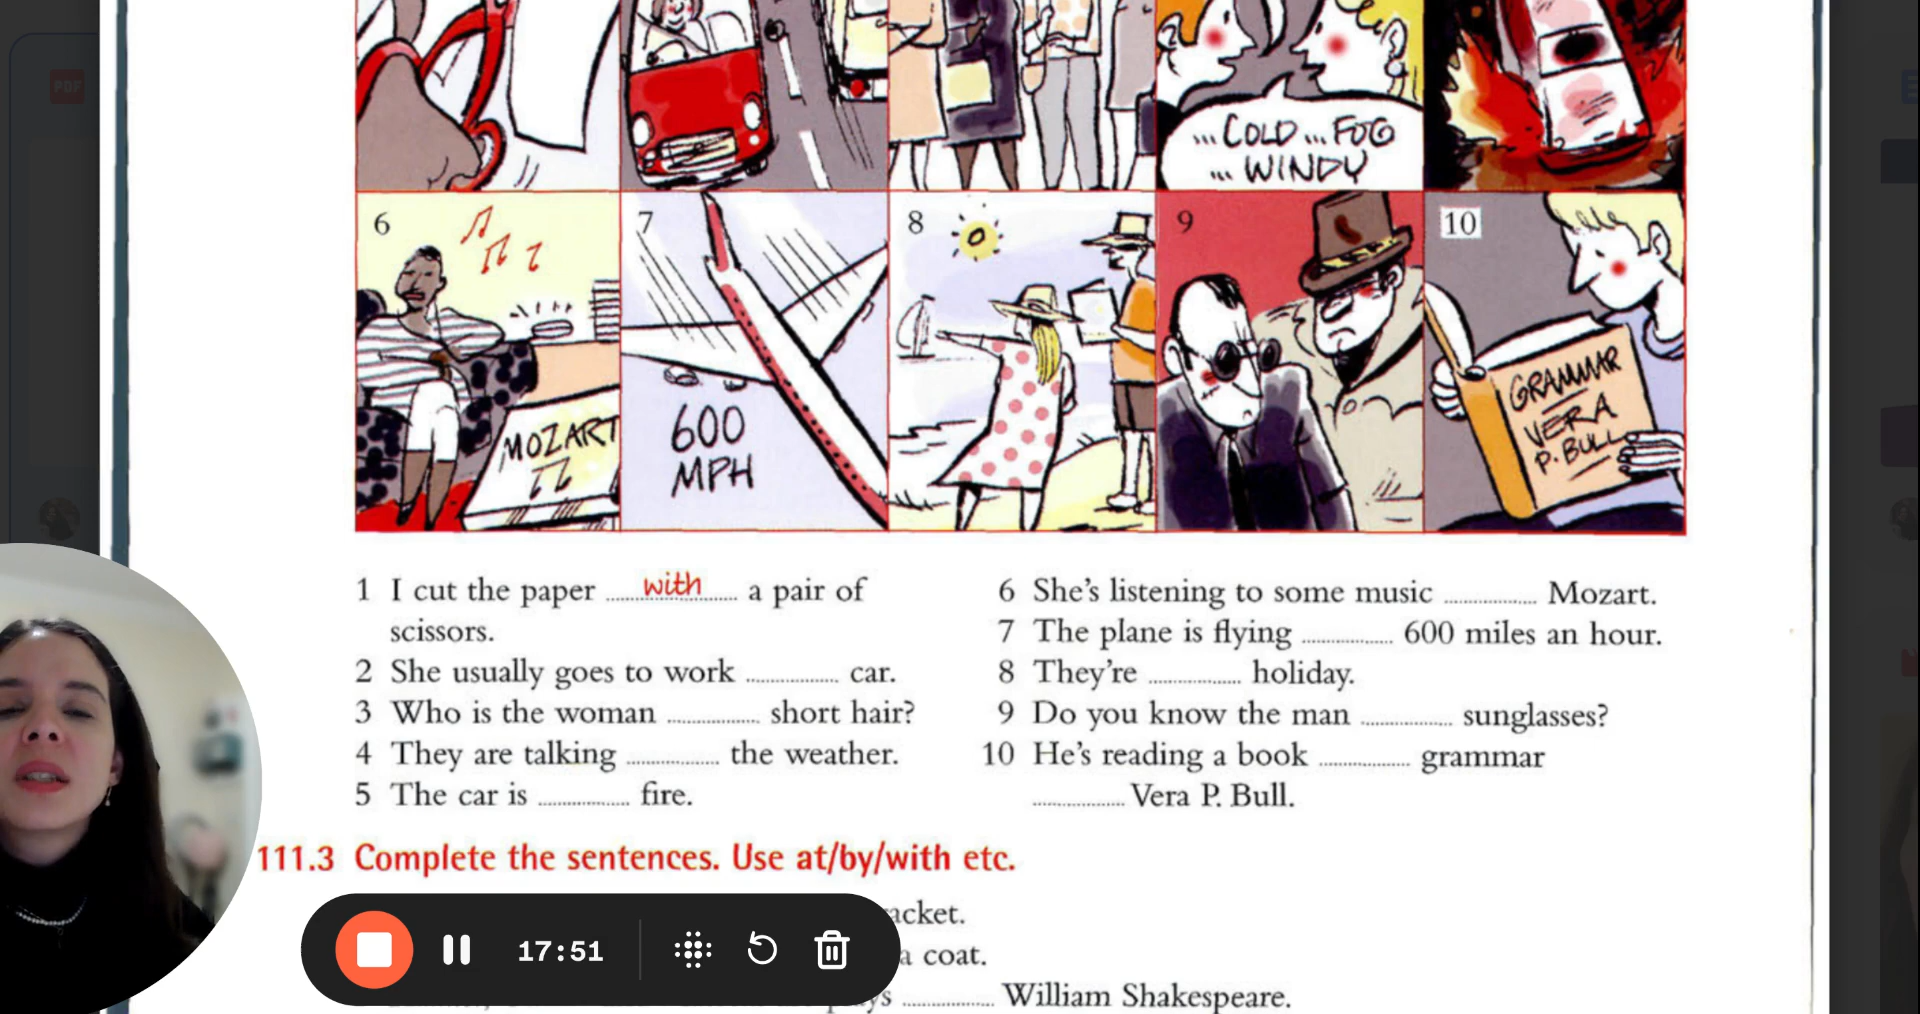 PDF
... COLD ... FOG
... WINDY
6
7
8
9
10
MOZART
600
MPH
GRAMMAR
VERA
P. BULL
1 I cut the paper ........ with ........ a pair of
scissors.
2 She usually goes to work ................ car.
3 Who is the woman ................ short hair?
4 They are talking ................ the weather.
5 The car is ................ fire.
6 She's listening to some music ................ Mozart.
7 The plane is flying ................ 600 miles an hour.
8 They're ................ holiday.
9 Do you know the man ................ sunglasses?
10 He's reading a book ................ grammar
................ Vera P. Bull.
111.3 Complete the sentences. Use at/by/with etc.
acket.
a coat.
ys ................ William Shakespeare.
17:51